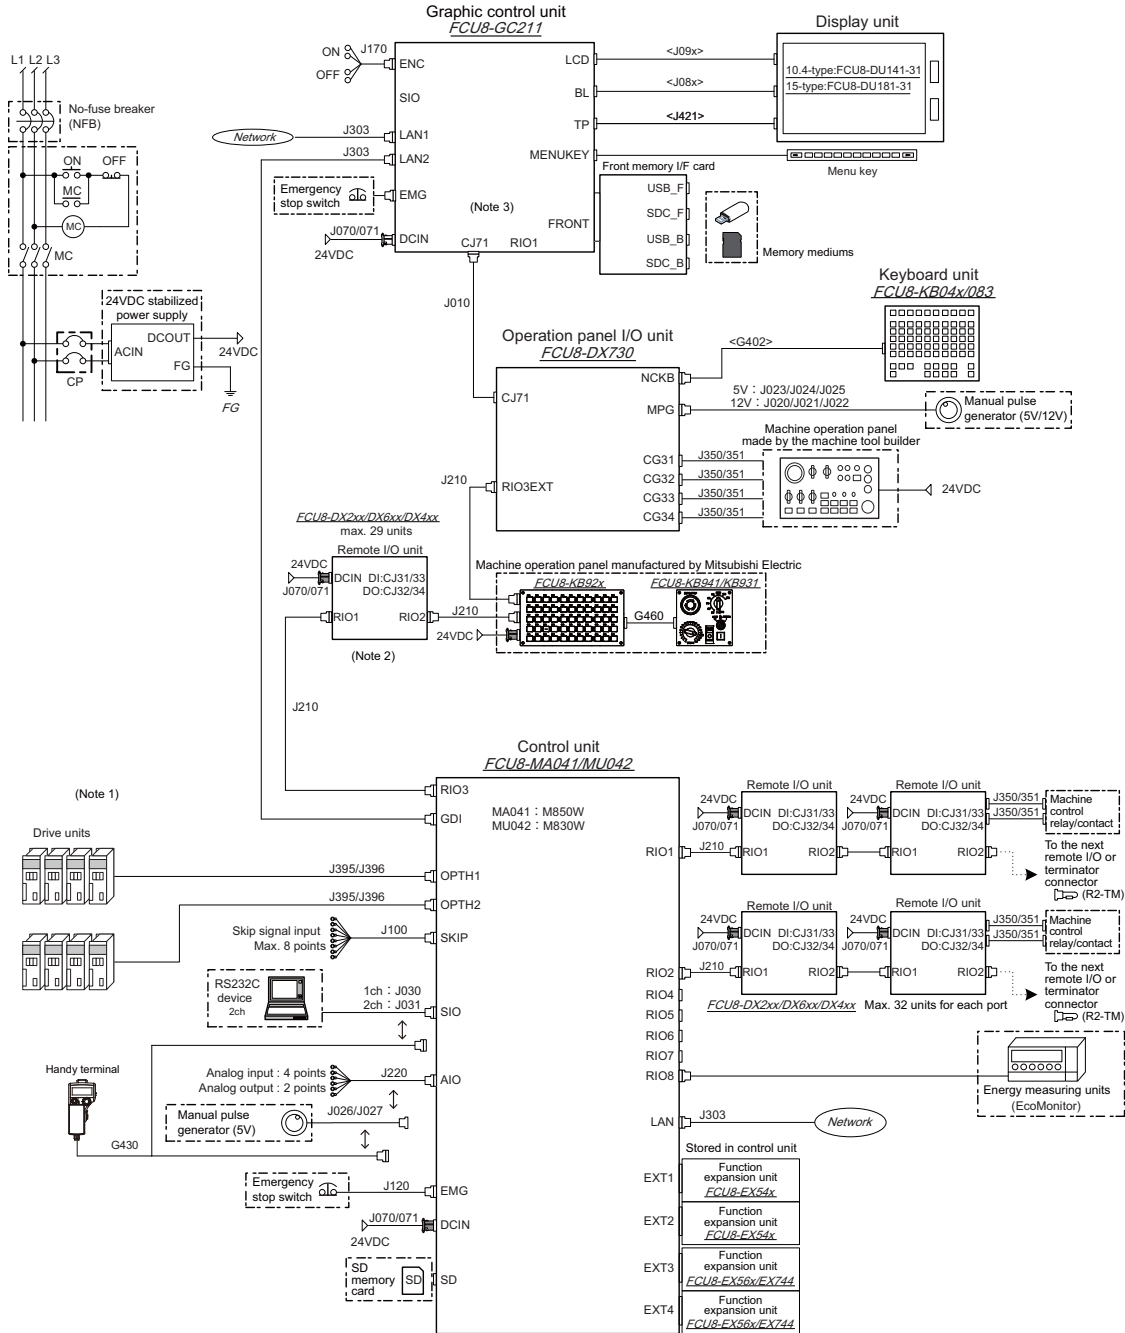 Graphic control unit
FCU8-GC211
Display unit
L1 L2 L3
ON
OFF
J170
ENC
SIO
LAN1
LAN2
EMG
DCIN
CJ71
RIO1
LCD
BL
TP
MENUKEY
FRONT
(Note 3)
<J09x>
<J08x>
<J421>
10.4-type:FCU8-DU141-31
15-type:FCU8-DU181-31
Menu key
No-fuse breaker
(NFB)
ON
OFF
MC
MC
MC
Network
J303
J303
Emergency
stop switch
J070/071
24VDC
Front memory I/F card
USB_F
SDC_F
USB_B
SDC_B
Memory mediums
24VDC stabilized
power supply
DCOUT
ACIN
FG
24VDC
FG
CP
J010
Keyboard unit
FCU8-KB04x/083
Operation panel I/O unit
FCU8-DX730
<G402>
NCKB
CJ71
MPG
5V : J023/J024/J025
12V : J020/J021/J022
Manual pulse
generator (5V/12V)
Machine operation panel
made by the machine tool builder
CG31
CG32
CG33
CG34
J350/351
J350/351
J350/351
J350/351
24VDC
J210
RIO3EXT
FCU8-DX2xx/DX6xx/DX4xx
max. 29 units
Remote I/O unit
24VDC
DCIN DI:CJ31/33
DO:CJ32/34
J070/071
RIO1
RIO2
J210
(Note 2)
Machine operation panel manufactured by Mitsubishi Electric
FCU8-KB92x
FCU8-KB941/KB931
G460
24VDC
J210
Control unit
FCU8-MA041/MU042
MA041 : M850W
MU042 : M830W
RIO3
GDI
(Note 1)
Drive units
J395/J396
OPTH1
J395/J396
OPTH2
Skip signal input
Max. 8 points
J100
SKIP
RS232C
device
2ch
1ch : J030
2ch : J031
SIO
Handy terminal
Analog input : 4 points
Analog output : 2 points
J220
AIO
Manual pulse
generator (5V)
J026/J027
G430
Emergency
stop switch
J120
EMG
J070/071
24VDC
DCIN
SD
memory
card
SD
SD
Remote I/O unit
24VDC
DCIN DI:CJ31/33
DO:CJ32/34
J070/071
RIO1
J210
RIO1
RIO2
Remote I/O unit
24VDC
DCIN DI:CJ31/33
DO:CJ32/34
J070/071
RIO1
RIO2
J350/351
J350/351
Machine
control
relay/contact
To the next
remote I/O or
terminator
connector
(R2-TM)
Remote I/O unit
24VDC
DCIN DI:CJ31/33
DO:CJ32/34
J070/071
RIO2
J210
RIO1
RIO2
Remote I/O unit
24VDC
DCIN DI:CJ31/33
DO:CJ32/34
J070/071
RIO1
RIO2
J350/351
J350/351
Machine
control
relay/contact
To the next
remote I/O or
terminator
connector
(R2-TM)
FCU8-DX2xx/DX6xx/DX4xx Max. 32 units for each port
RIO4
RIO5
RIO6
RIO7
RIO8
Energy measuring units
(EcoMonitor)
LAN
J303
Network
Stored in control unit
EXT1
Function
expansion unit
FCU8-EX54x
EXT2
Function
expansion unit
FCU8-EX54x
EXT3
Function
expansion unit
FCU8-EX56x/EX744
EXT4
Function
expansion unit
FCU8-EX56x/EX744